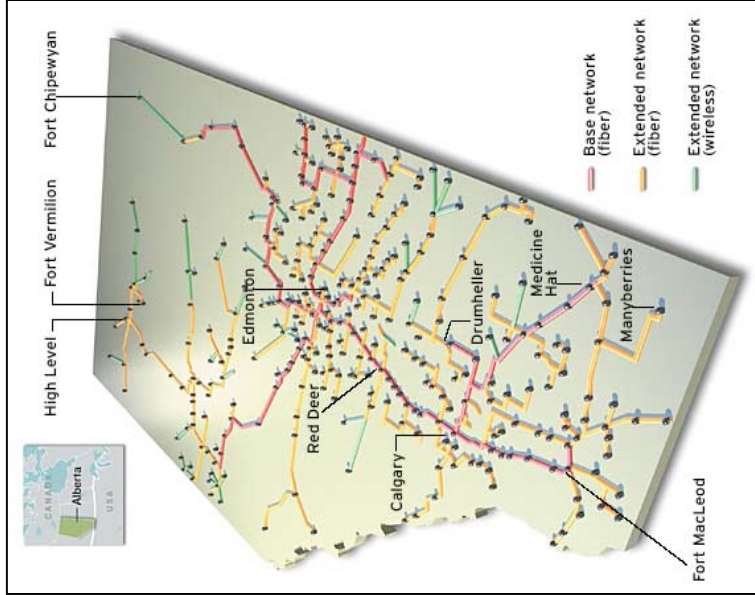 Fort Chipewyan
Fort Vermilion
High Level
Edmonton
Red Deer
Calgary
Drumheller
Medicine
Hat
Manyberries
Fort MacLeod
Base network
(fiber)
Extended network
(fiber)
Extended network
(wireless)
CANADA
Alberta
USA